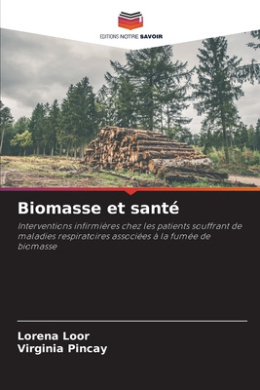 EDITIONS NOTRE SAVOIR
Biomasse et santé
Interventions infirmières chez les patients souffrant de
maladies respiratoires associées à la fumée de
biomasse
Lorena Loor
Virginia Pincay